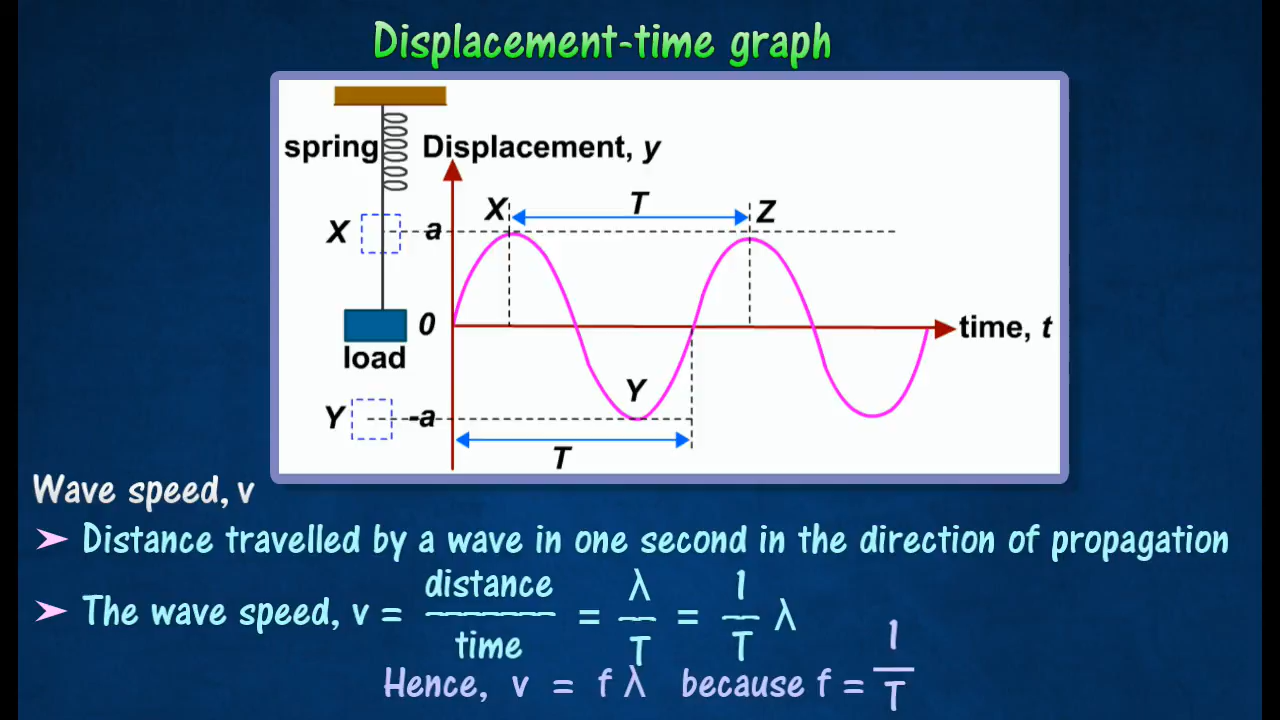 Displacement-time graph
spring
Displacement, y
X
a
X
T
Z
0
time, t
load
Y
Y
-a
T
Wave speed, v
➢ Distance travelled by a wave in one second in the direction of propagation
➢ The wave speed, v = distance / time = λ / T = 1 / T λ
Hence, v = f λ because f = 1 / T